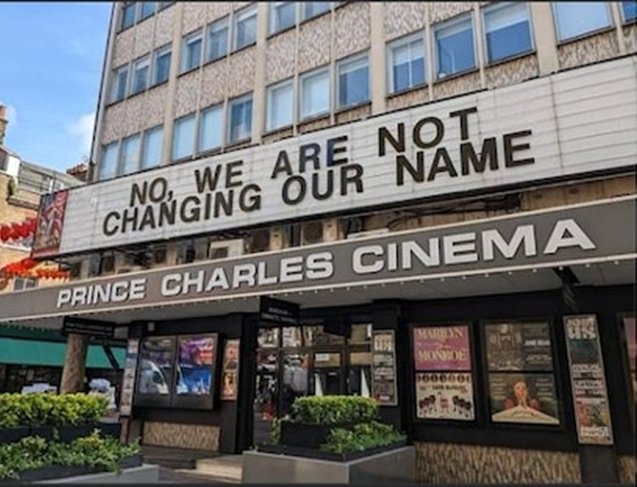 NO, WE ARE NOT
CHANGING OUR NAME
PRINCE CHARLES CINEMA
MARILYN
MONROE